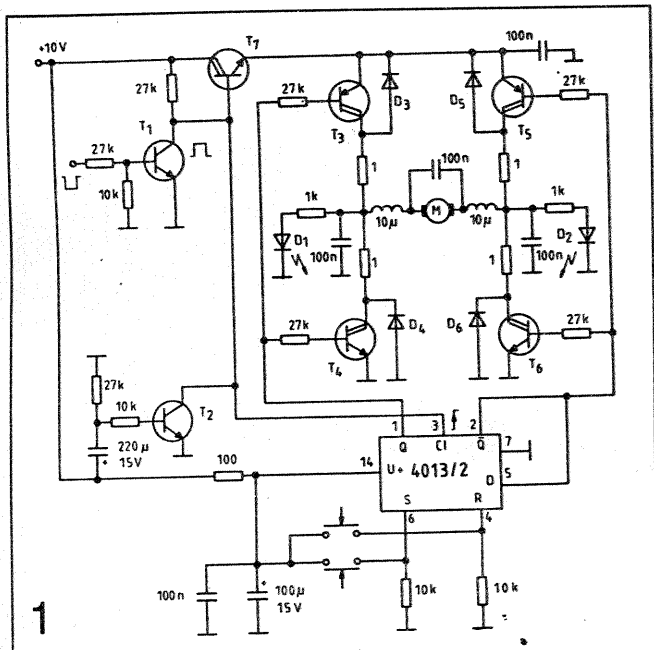 +10V
T7
100n
27k
27k
D3
D5
27k
T1
T3
T5
27k
10k
1
100n
1
1k
10µ
M
10µ
1k
D1
100n
1
1
D2
100n
27k
D4
D6
27k
T4
T6
27k
10k
T2
220µ
15V
+
1
3
2
Q
Cl
Q̅
7
100
14
U+
4013/2
D
5
S
R
6
4
100n
+
100µ
15V
10k
10k
1